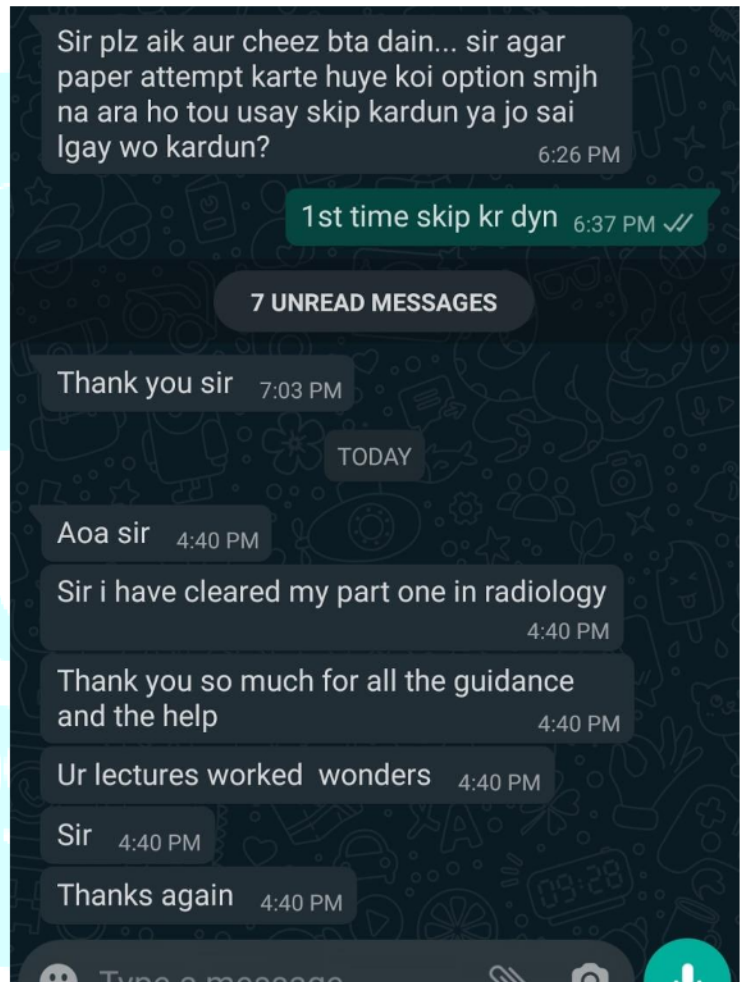 Sir plz aik aur cheez bta dain... sir agar
paper attempt karte huye koi option smjh
na ara ho tou usay skip kardun ya jo sai
lgay wo kardun?
6:26 PM
1st time skip kr dyn 6:37 PM
7 UNREAD MESSAGES
Thank you sir 7:03 PM
TODAY
Aoa sir 4:40 PM
Sir i have cleared my part one in radiology
4:40 PM
Thank you so much for all the guidance
and the help 4:40 PM
Ur lectures worked wonders 4:40 PM
Sir 4:40 PM
Thanks again 4:40 PM
09:28
Type a message